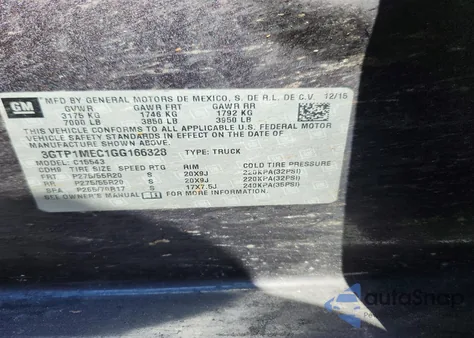 GM
MFD BY GENERAL MOTORS DE MEXICO, S. DE R.L. DE C.V. 12/15
GVWR GAWR FRT GAWR RR
3175 KG 1746 KG 1792 KG
7000 LB 3850 LB 3950 LB
THIS VEHICLE CONFORMS TO ALL APPLICABLE U.S. FEDERAL MOTOR
VEHICLE SAFETY STANDARDS IN EFFECT ON THE DATE OF
MANUFACTURE SHOWN ABOVE.
3GTP1MEC1GG166328 TYPE: TRUCK
MODEL: C15543
TIRE SIZE SPEED RTG RIM COLD TIRE PRESSURE
FRT P275/55R20 S 20X9J 220KPA(32PSI)
RR P275/55R20 S 20X9J 220KPA(32PSI)
SPA P265/70R17 S 17X7.5J 240KPA(35PSI)
SEE OWNER'S MANUAL FOR MORE INFORMATION.
autoSnap